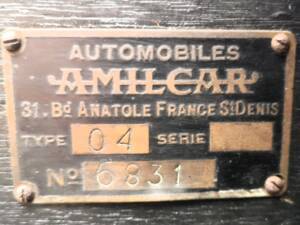 AUTOMOBILES
AMILCAR
31. Bd ANATOLE FRANCE St DENIS
TYPE 04 SERIE
No 6831